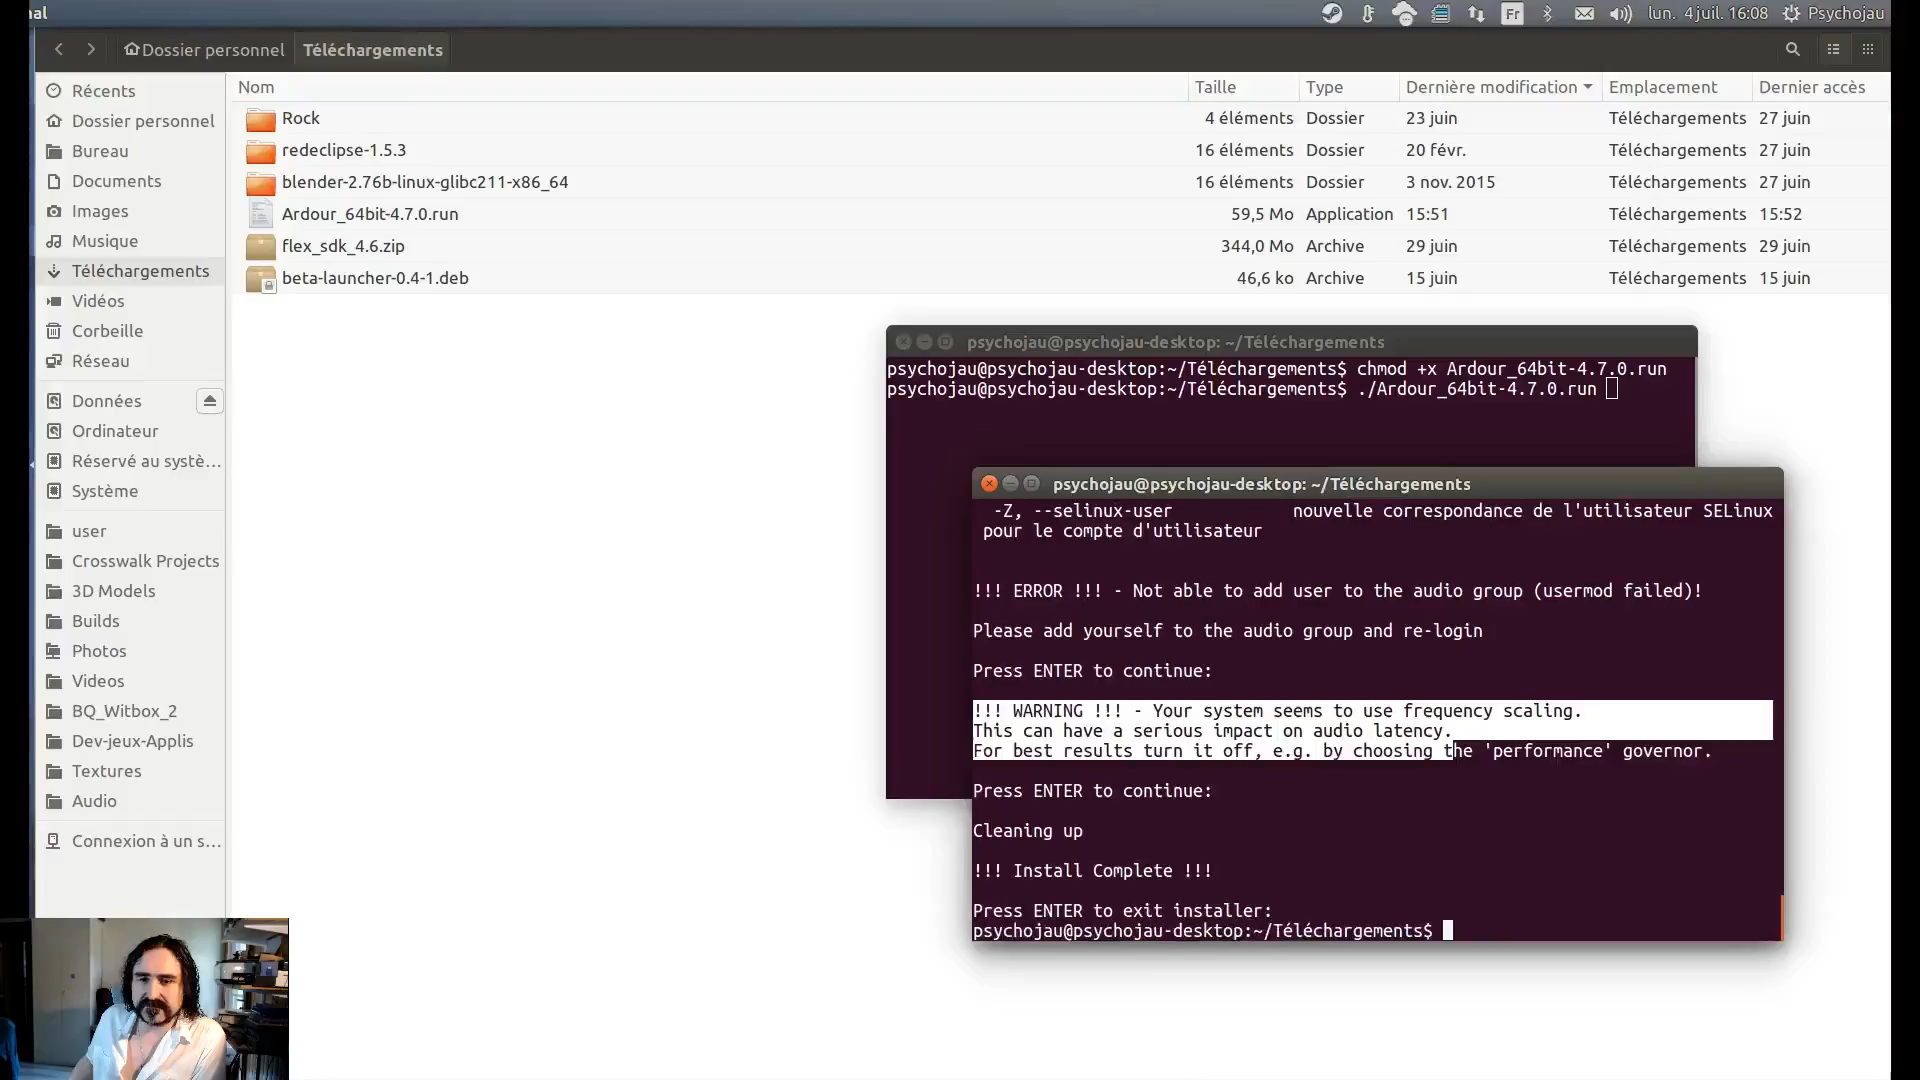 nal
Fr
lun. 4 juil. 16:08
Psychojau
Dossier personnel
Téléchargements
Récents
Dossier personnel
Bureau
Documents
Images
Musique
Téléchargements
Vidéos
Corbeille
Réseau
Données
Ordinateur
Réservé au systè...
Système
user
Crosswalk Projects
3D Models
Builds
Photos
Videos
BQ_Witbox_2
Dev-jeux-Applis
Textures
Audio
Connexion à un s...
Nom Taille Type Dernière modification Emplacement Dernier accès
Rock 4 éléments Dossier 23 juin Téléchargements 27 juin
redeclipse-1.5.3 16 éléments Dossier 20 févr. Téléchargements 27 juin
blender-2.76b-linux-glibc211-x86_64 16 éléments Dossier 3 nov. 2015 Téléchargements 27 juin
Ardour_64bit-4.7.0.run 59,5 Mo Application 15:51 Téléchargements 15:52
flex_sdk_4.6.zip 344,0 Mo Archive 29 juin Téléchargements 29 juin
beta-launcher-0.4-1.deb 46,6 ko Archive 15 juin Téléchargements 15 juin
psychojau@psychojau-desktop: ~/Téléchargements
psychojau@psychojau-desktop:~/Téléchargements$ chmod +x Ardour_64bit-4.7.0.run
psychojau@psychojau-desktop:~/Téléchargements$ ./Ardour_64bit-4.7.0.run
psychojau@psychojau-desktop: ~/Téléchargements
-Z, --selinux-user nouvelle correspondance de l'utilisateur SELinux
pour le compte d'utilisateur
!!! ERROR !!! - Not able to add user to the audio group (usermod failed)!
Please add yourself to the audio group and re-login
Press ENTER to continue:
!!! WARNING !!! - Your system seems to use frequency scaling.
This can have a serious impact on audio latency.
For best results turn it off, e.g. by choosing the 'performance' governor.
Press ENTER to continue:
Cleaning up
!!! Install Complete !!!
Press ENTER to exit installer:
psychojau@psychojau-desktop:~/Téléchargements$